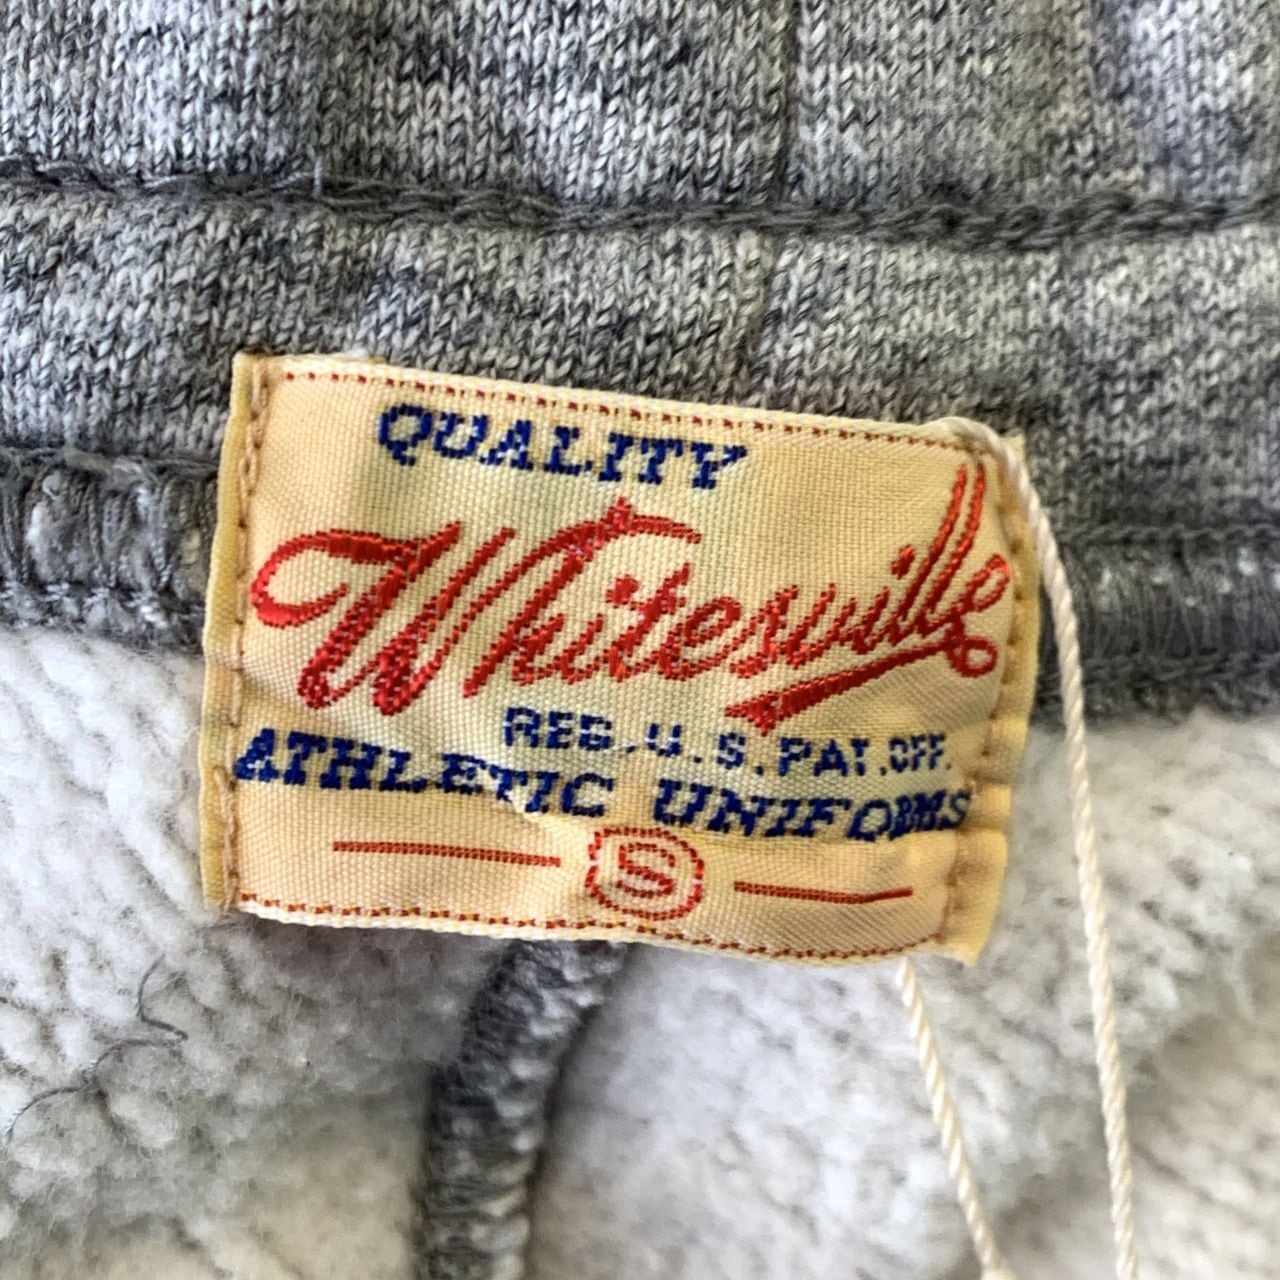 QUALITY
Whitesville
REG.U.S.PAT.OFF.
ATHLETIC UNIFORMS
S